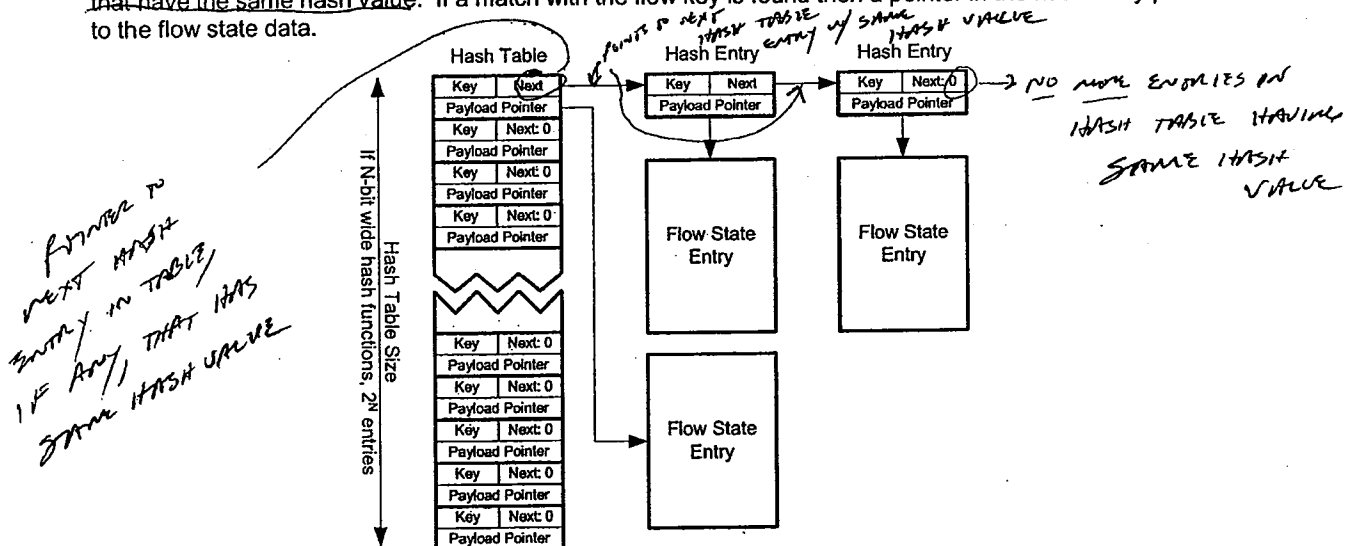 that have the same hash value. If a match with the flow key is found then a pointer in the
to the flow state data.
POINTS TO NEXT
HASH TABLE
ENTRY W/ SAME
HASH VALUE
Hash Table
Hash Entry
Hash Entry
Key Next
Payload Pointer
Key Next: 0
Payload Pointer
Key Next: 0
Payload Pointer
Key Next: 0
Payload Pointer
Key Next
Payload Pointer
Key Next: 0
Payload Pointer
NO MORE ENTRIES IN
HASH TABLE HAVING
SAME HASH
VALUE
Flow State
Entry
Flow State
Entry
POINTER TO
NEXT HASH
ENTRY IN TABLE,
IF ANY, THAT HAS
SAME HASH VALUE
Hash Table Size
If N-bit wide hash functions, 2^N entries
Key Next: 0
Payload Pointer
Key Next: 0
Payload Pointer
Key Next: 0
Payload Pointer
Key Next: 0
Payload Pointer
Key Next: 0
Payload Pointer
Flow State
Entry